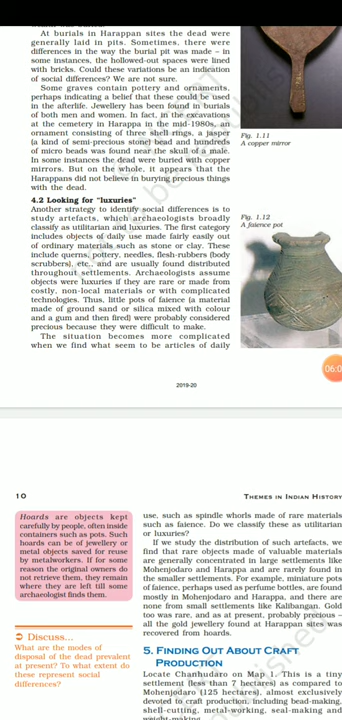 At burials in Harappan sites the dead were
generally laid in pits. Sometimes, there were
differences in the way the burial pit was made – in
some instances, the hollowed-out spaces were lined
with bricks. Could these variations be an indication
of social differences? We are not sure.
Some graves contain pottery and ornaments,
perhaps indicating a belief that these could be used
in the afterlife. Jewellery has been found in burials
of both men and women. In fact, in the excavations
at the cemetery in Harappa in the mid-1980s, an
ornament consisting of three shell rings, a jasper
(a kind of semi-precious stone) bead and hundreds
of micro beads was found near the skull of a male.
In some instances the dead were buried with copper
mirrors. But on the whole, it appears that the
Harappans did not believe in burying precious things
with the dead.
Fig. 1.11
A copper mirror
4.2 Looking for "luxuries"
Another strategy to identify social differences is to
study artefacts, which archaeologists broadly
classify as utilitarian and luxuries. The first category
includes objects of daily use made fairly easily out
of ordinary materials such as stone or clay. These
include querns, pottery, needles, flesh-rubbers (body
scrubbers), etc., and are usually found distributed
throughout settlements. Archaeologists assume
objects were luxuries if they are rare or made from
costly, non-local materials or with complicated
technologies. Thus, little pots of faience (a material
made of ground sand or silica mixed with colour
and a gum and then fired) were probably considered
precious because they were difficult to make.
The situation becomes more complicated
when we find what seem to be articles of daily
Fig. 1.12
A faience pot
06:0
2019-20
10
THEMES IN INDIAN HISTORY
Hoards are objects kept
carefully by people, often inside
containers such as pots. Such
hoards can be of jewellery or
metal objects saved for reuse
by metalworkers. If for some
reason the original owners do
not retrieve them, they remain
where they are left till some
archaeologist finds them.
Discuss...
What are the modes of
disposal of the dead prevalent
at present? To what extent do
these represent social
differences?
use, such as spindle whorls made of rare materials
such as faience. Do we classify these as utilitarian
or luxuries?
If we study the distribution of such artefacts, we
find that rare objects made of valuable materials
are generally concentrated in large settlements like
Mohenjodaro and Harappa and are rarely found in
the smaller settlements. For example, miniature pots
of faience, perhaps used as perfume bottles, are found
mostly in Mohenjodaro and Harappa, and there are
none from small settlements like Kalibangan. Gold
too was rare, and as at present, probably precious –
all the gold jewellery found at Harappan sites was
recovered from hoards.
5. FINDING OUT ABOUT CRAFT
PRODUCTION
Locate Chanhudaro on Map 1. This is a tiny
settlement (less than 7 hectares) as compared to
Mohenjodaro (125 hectares), almost exclusively
devoted to craft production, including bead-making,
shell-cutting, metal-working, seal-making and
weight-making